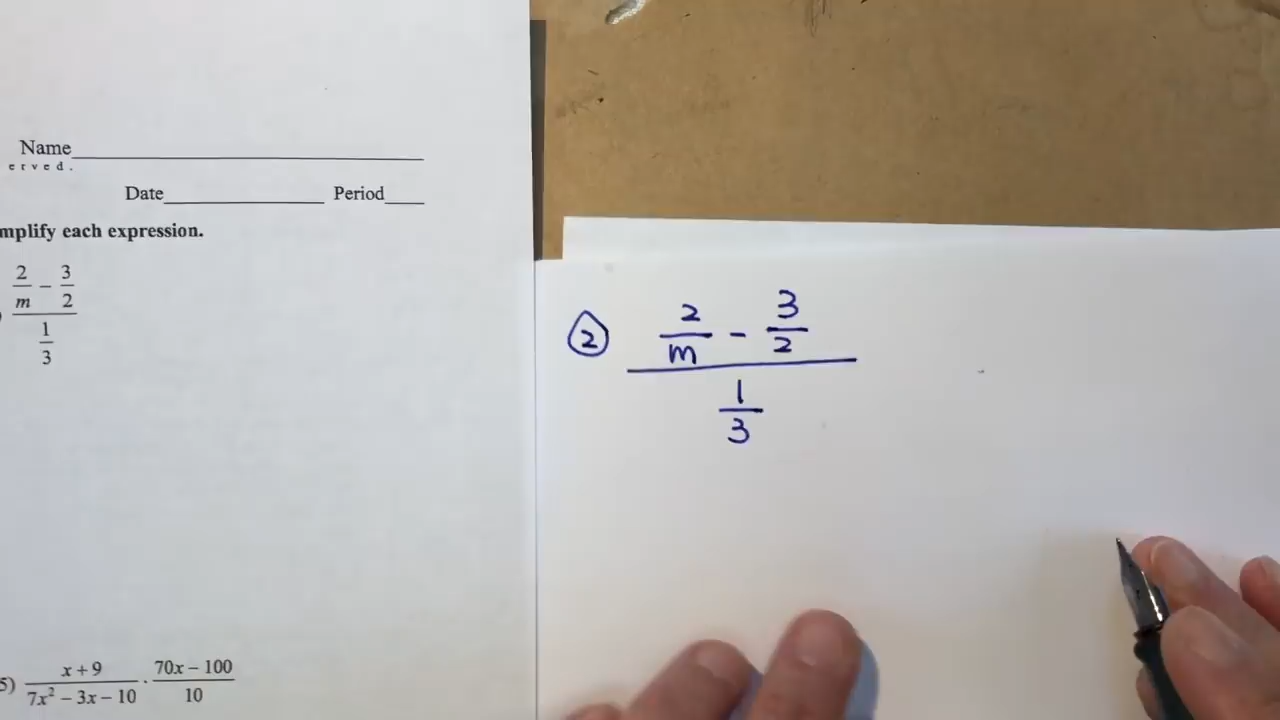 Name
erved.
Date Period
mplify each expression.
2/m - 3/2
1/3
② 2/m - 3/2
1/3
5) x + 9 / 7x² - 3x - 10 · 70x - 100 / 10